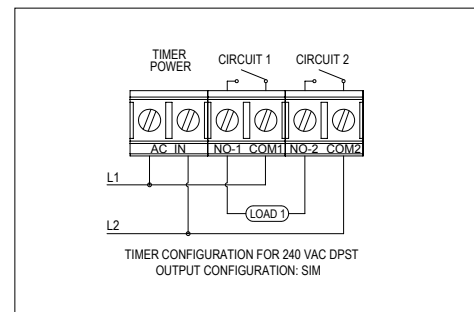 TIMER
POWER
CIRCUIT 1
CIRCUIT 2
AC IN
NO-1
COM1
NO-2
COM2
L1
LOAD 1
L2
TIMER CONFIGURATION FOR 240 VAC DPST
OUTPUT CONFIGURATION: SIM